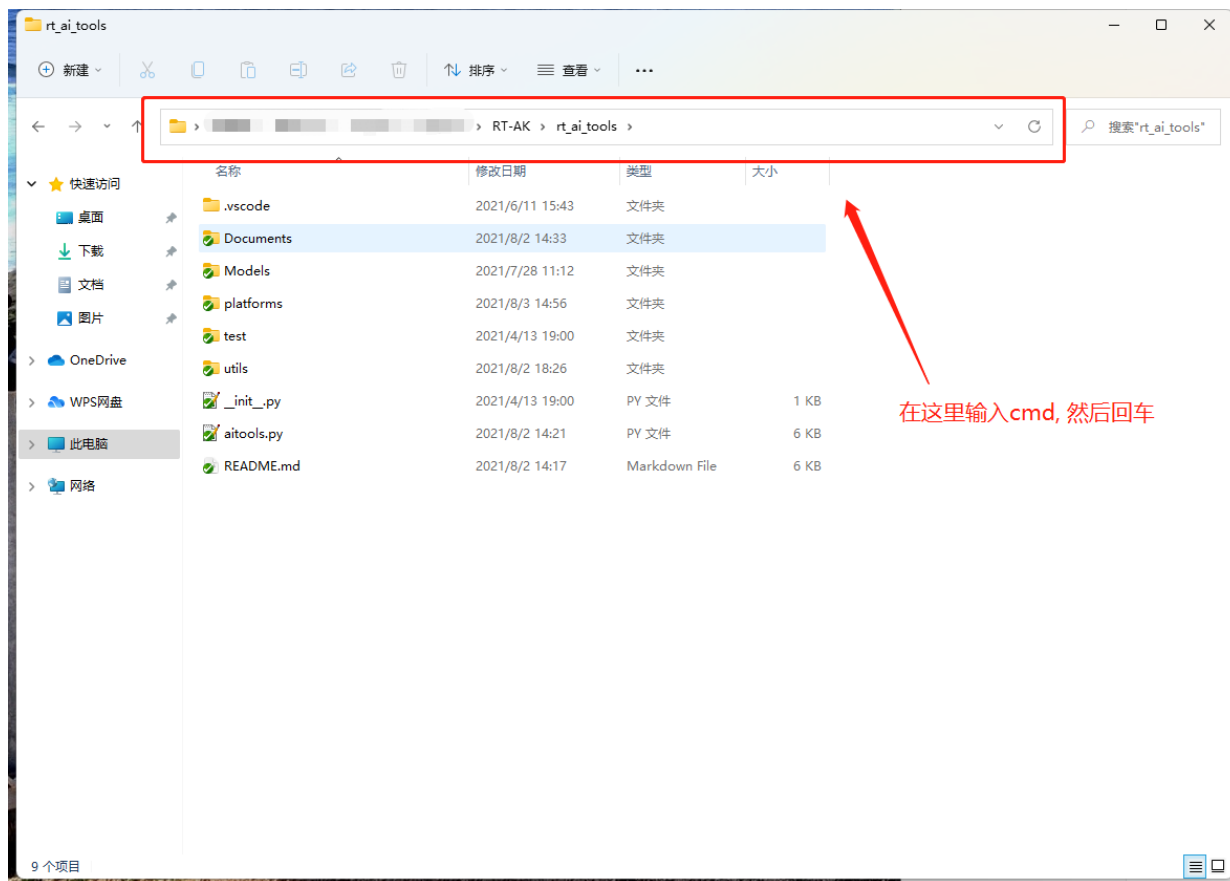 rt_ai_tools
新建
排序
查看
RT-AK
rt_ai_tools
搜索"rt_ai_tools"
名称 修改日期 类型 大小
快速访问
桌面
下载
文档
图片
OneDrive
WPS网盘
此电脑
网络
.vscode 2021/6/11 15:43 文件夹
Documents 2021/8/2 14:33 文件夹
Models 2021/7/28 11:12 文件夹
platforms 2021/8/3 14:56 文件夹
test 2021/4/13 19:00 文件夹
utils 2021/8/2 18:26 文件夹
__init__.py 2021/4/13 19:00 PY 文件 1 KB
aitools.py 2021/8/2 14:21 PY 文件 6 KB
README.md 2021/8/2 14:17 Markdown File 6 KB
在这里输入cmd, 然后回车
9 个项目